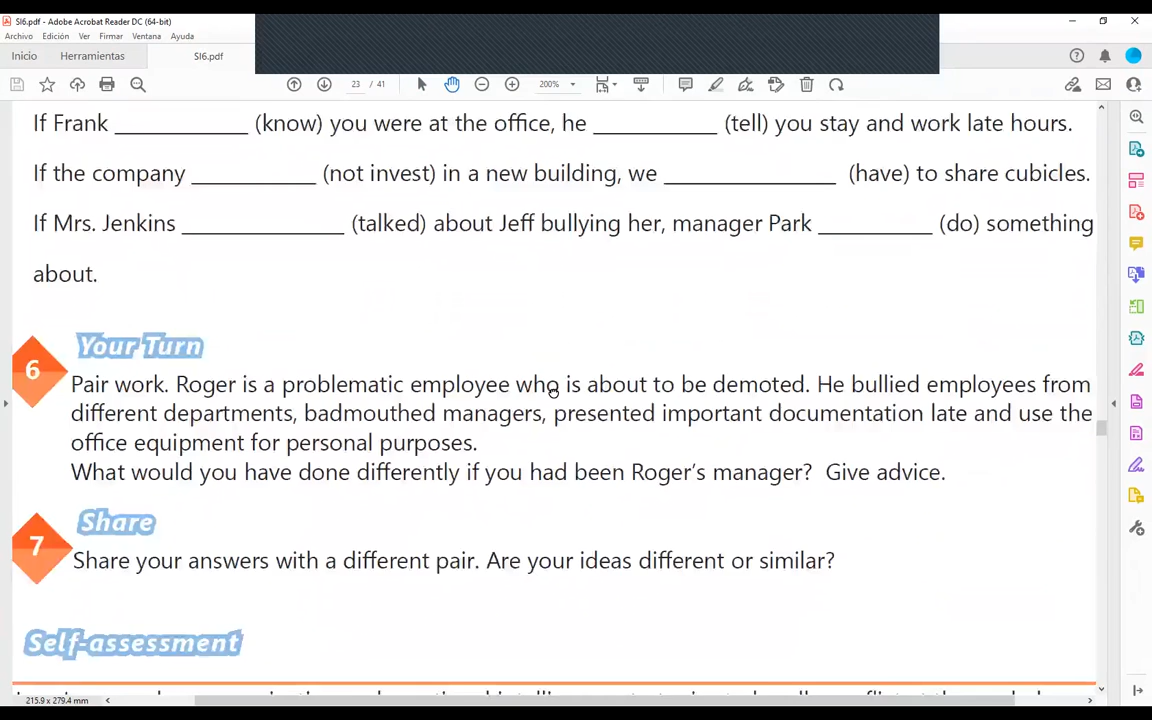 SI6.pdf - Adobe Acrobat Reader DC (64-bit)
Archivo Edición Ver Firmar Ventana Ayuda
Inicio Herramientas SI6.pdf
23 / 41 200%
If Frank ____________ (know) you were at the office, he ___________ (tell) you stay and work late hours.
If the company ___________ (not invest) in a new building, we _______________ (have) to share cubicles.
If Mrs. Jenkins ______________ (talked) about Jeff bullying her, manager Park __________ (do) something
about.
6 Your Turn
Pair work. Roger is a problematic employee who is about to be demoted. He bullied employees from
different departments, badmouthed managers, presented important documentation late and use the
office equipment for personal purposes.
What would you have done differently if you had been Roger’s manager? Give advice.
7 Share
Share your answers with a different pair. Are your ideas different or similar?
Self-assessment
215.9 x 279.4 mm